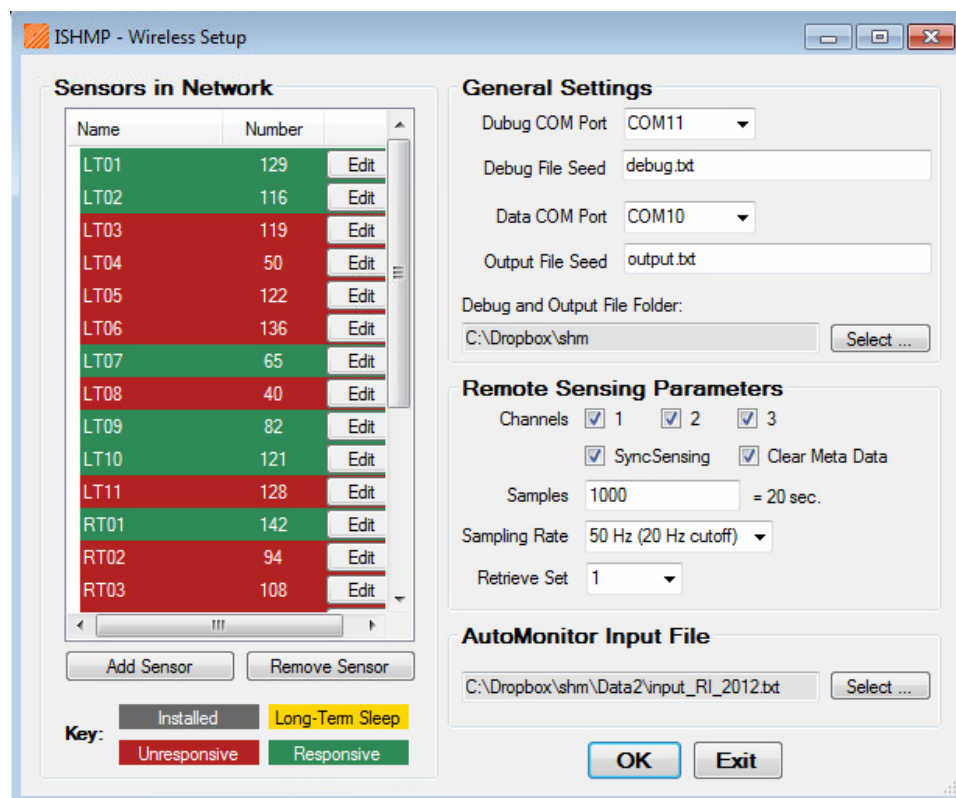 ISHMP - Wireless Setup
Sensors in Network
Name Number
LT01 129 Edit
LT02 116 Edit
LT03 119 Edit
LT04 50 Edit
LT05 122 Edit
LT06 136 Edit
LT07 65 Edit
LT08 40 Edit
LT09 82 Edit
LT10 121 Edit
LT11 128 Edit
RT01 142 Edit
RT02 94 Edit
RT03 108 Edit
Add Sensor Remove Sensor
Key: Installed Long-Term Sleep
Unresponsive Responsive
General Settings
Dubug COM Port COM11
Debug File Seed debug.txt
Data COM Port COM10
Output File Seed output.txt
Debug and Output File Folder:
C:\Dropbox\shm Select ...
Remote Sensing Parameters
Channels 1 2 3
SyncSensing Clear Meta Data
Samples 1000 = 20 sec.
Sampling Rate 50 Hz (20 Hz cutoff)
Retrieve Set 1
AutoMonitor Input File
C:\Dropbox\shm\Data2\input_RI_2012.txt Select ...
OK Exit